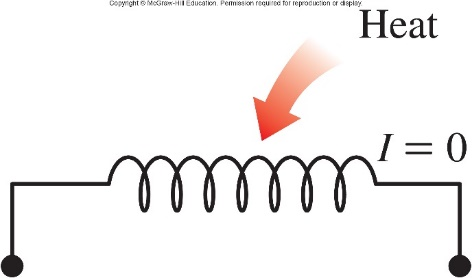 Copyright © McGraw-Hill Education. Permission required for reproduction or display.
Heat
I = 0